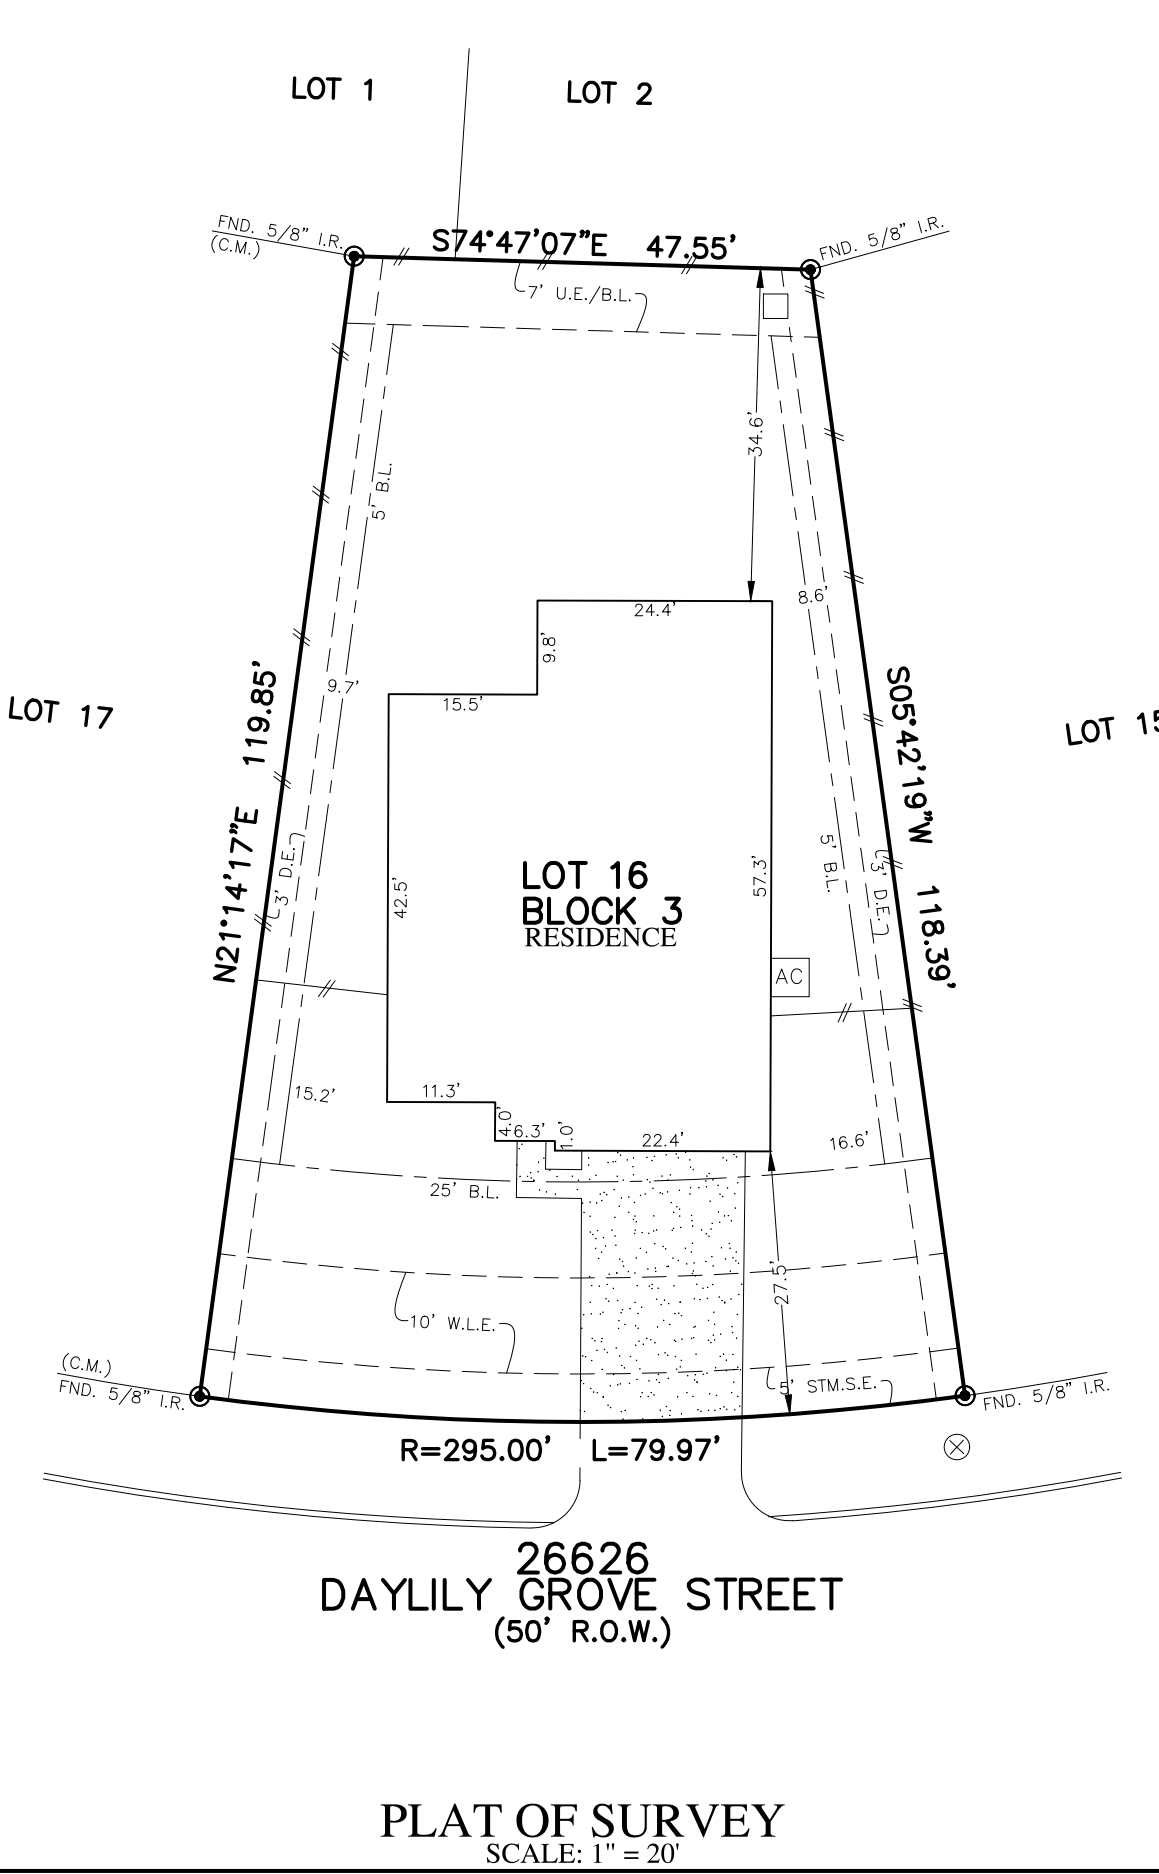 LOT 1
LOT 2
FND. 5/8" I.R.
(C.M.)
S74°47'07"E 47.55'
FND. 5/8" I.R.
7' U.E./B.L.
34.6'
5' B.L.
8.6'
24.4'
9.8'
9.7'
15.5'
LOT 17
N21°14'17"E 119.85'
S05°42'19"W 118.39'
LOT 15
3' D.E.
42.5'
LOT 16
BLOCK 3
RESIDENCE
57.3'
5' B.L.
3' D.E.
AC
15.2'
11.3'
4.0'
6.3'
1.0'
22.4'
16.6'
25' B.L.
27.5'
10' W.L.E.
(C.M.)
FND. 5/8" I.R.
5' STM.S.E.
FND. 5/8" I.R.
R=295.00' L=79.97'
26626
DAYLILY GROVE STREET
(50' R.O.W.)
PLAT OF SURVEY
SCALE: 1" = 20'